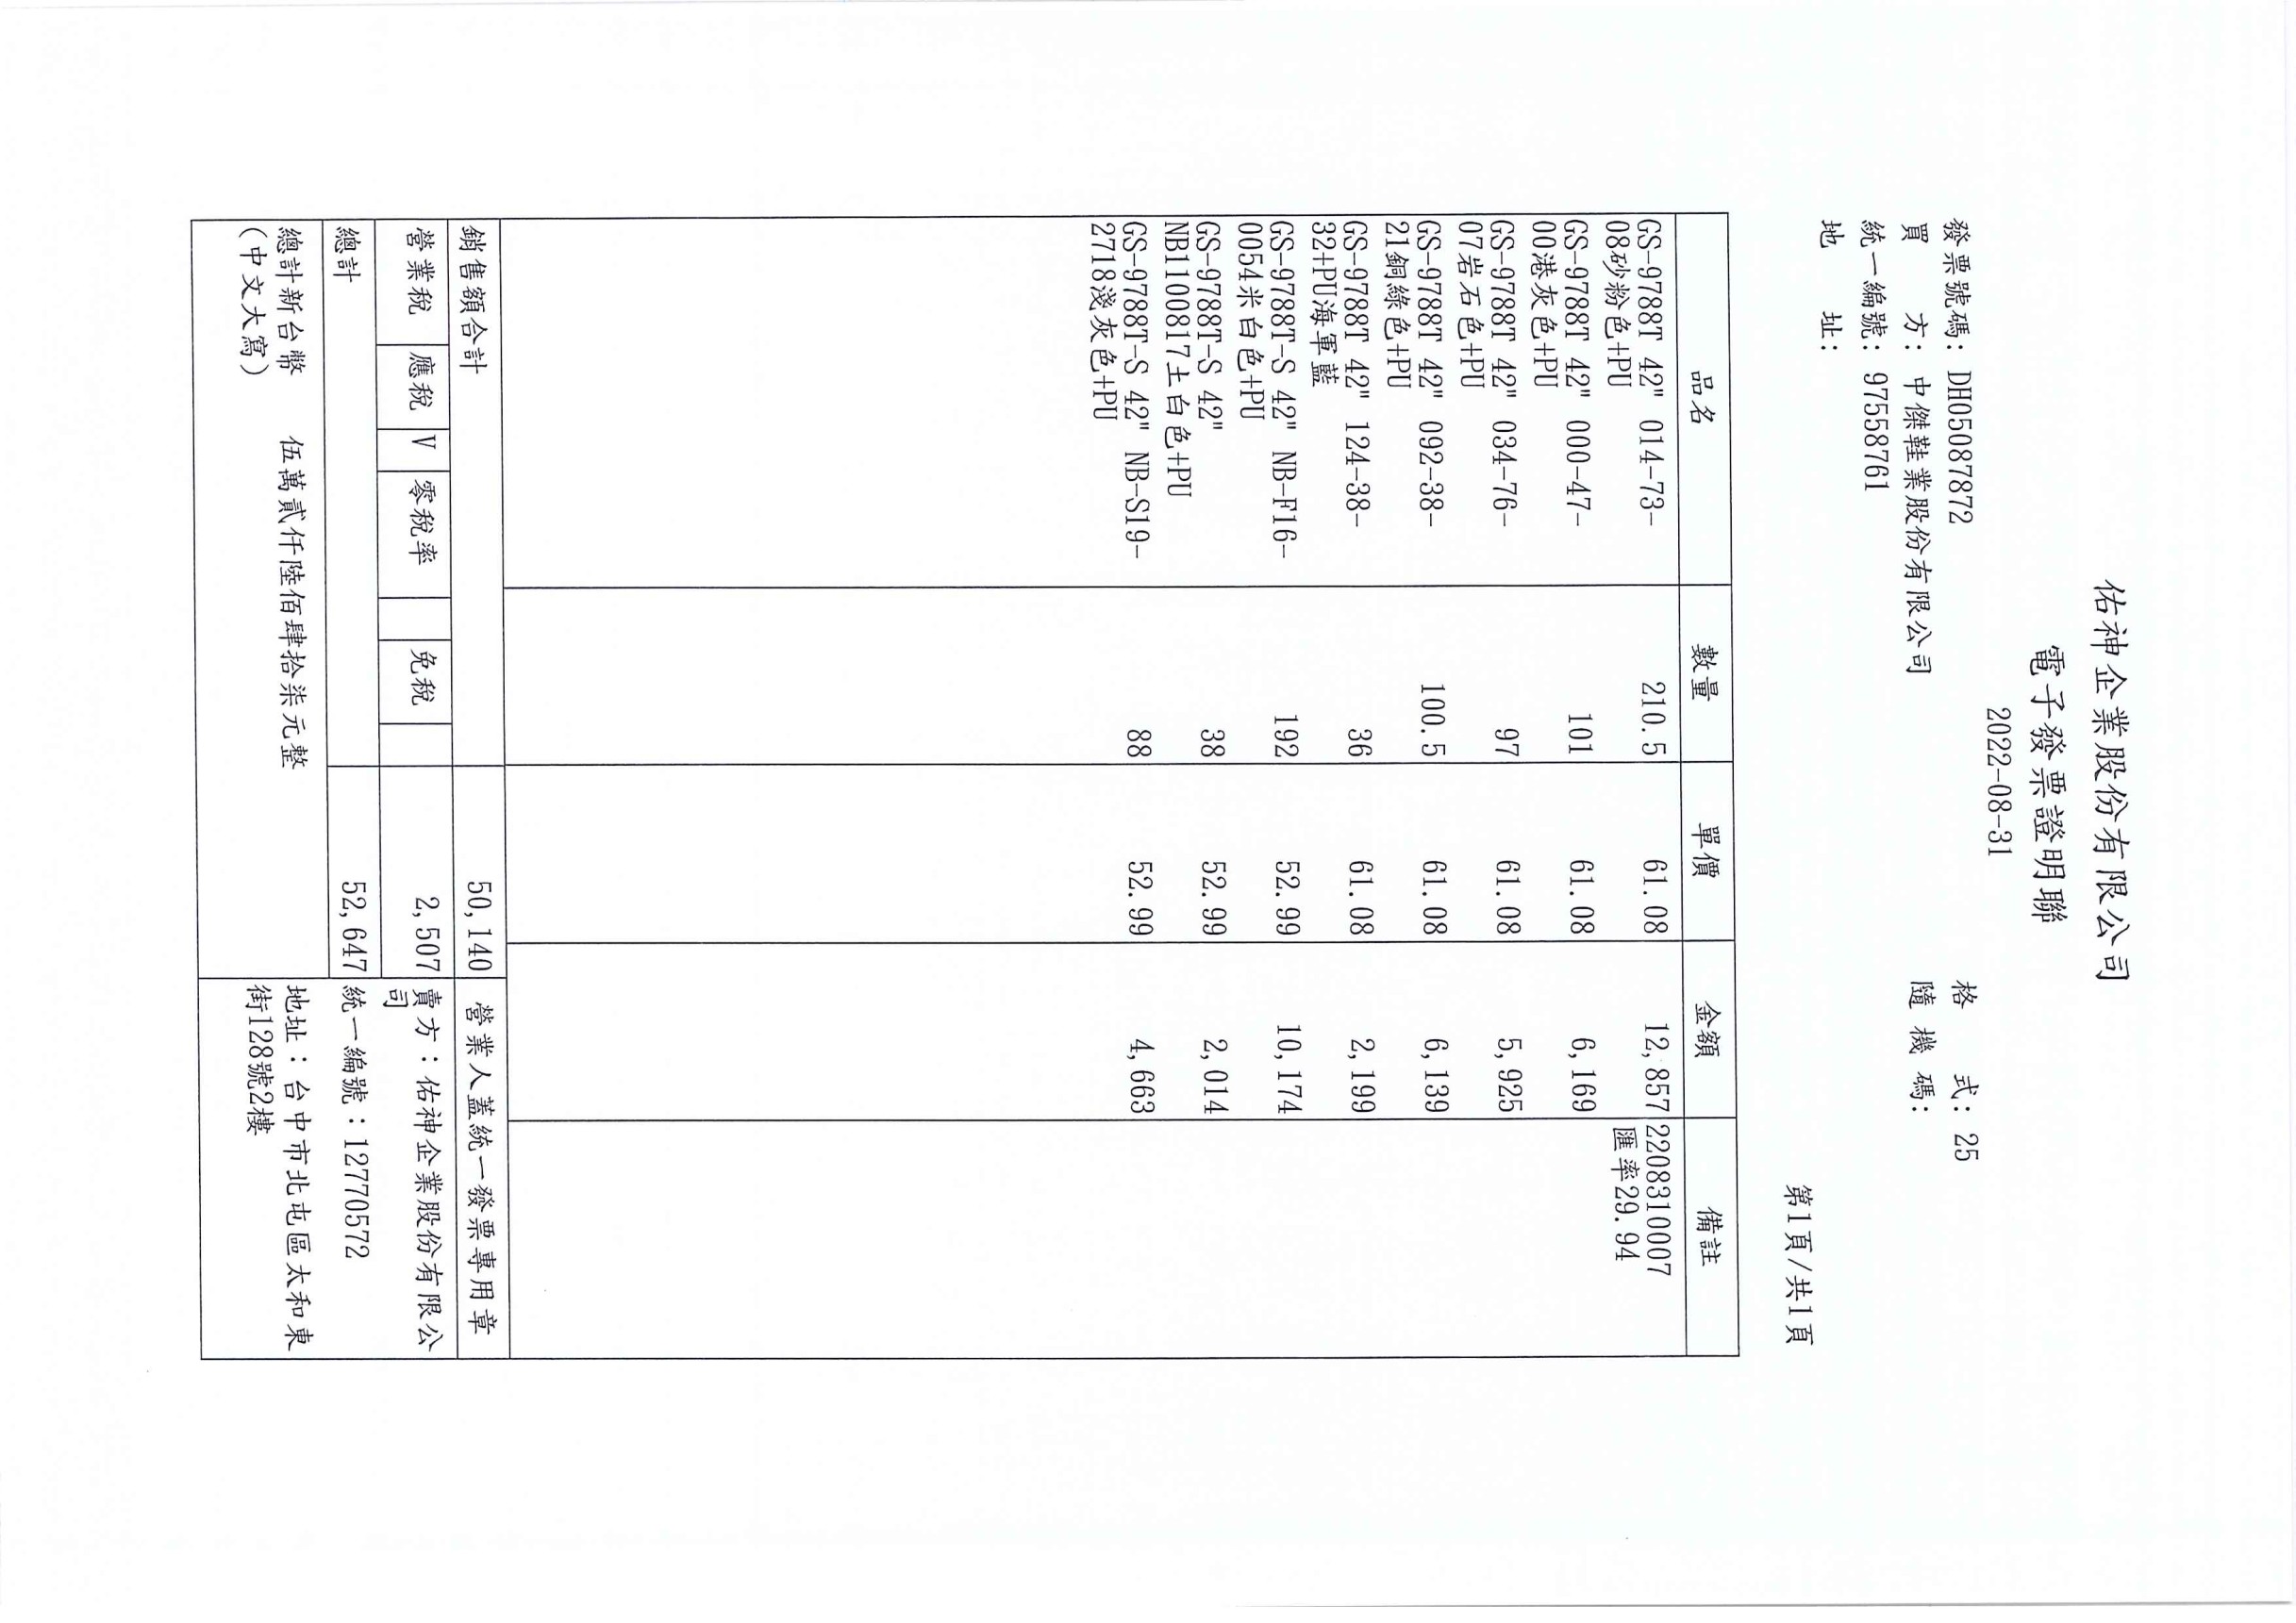 佑神企業股份有限公司
電子發票證明聯
2022-08-31
發票號碼: DH05087872
格 式: 25
買 方: 中傑鞋業股份有限公司
隨 機 碼:
統一編號: 97558761
地 址:
第1頁/共1頁
品名 數量 單價 金額 備註
GS-9788T 42" 014-73- 210.5 61.08 12,857 2208310007
08砂粉色+PU 匯率29.94
GS-9788T 42" 000-47- 101 61.08 6,169
00港灰色+PU
GS-9788T 42" 034-76- 97 61.08 5,925
07岩石色+PU
GS-9788T 42" 092-38- 100.5 61.08 6,139
21銅綠色+PU
GS-9788T 42" 124-38- 36 61.08 2,199
32+PU海軍藍
GS-9788T-S 42" NB-F16- 192 52.99 10,174
0054米白色+PU
GS-9788T-S 42" 38 52.99 2,014
NB1100817土白色+PU
GS-9788T-S 42" NB-S19- 88 52.99 4,663
2718淺灰色+PU
銷售額合計 50,140 營業人蓋統一發票專用章
營業稅 應稅 V 零稅率 免稅 2,507 賣方：佑神企業股份有限公
司
總計 52,647 統一編號：12770572
總計新台幣 伍萬貳仟陸佰肆拾柒元整 地址：台中市北屯區太和東
(中文大寫) 街128號2樓